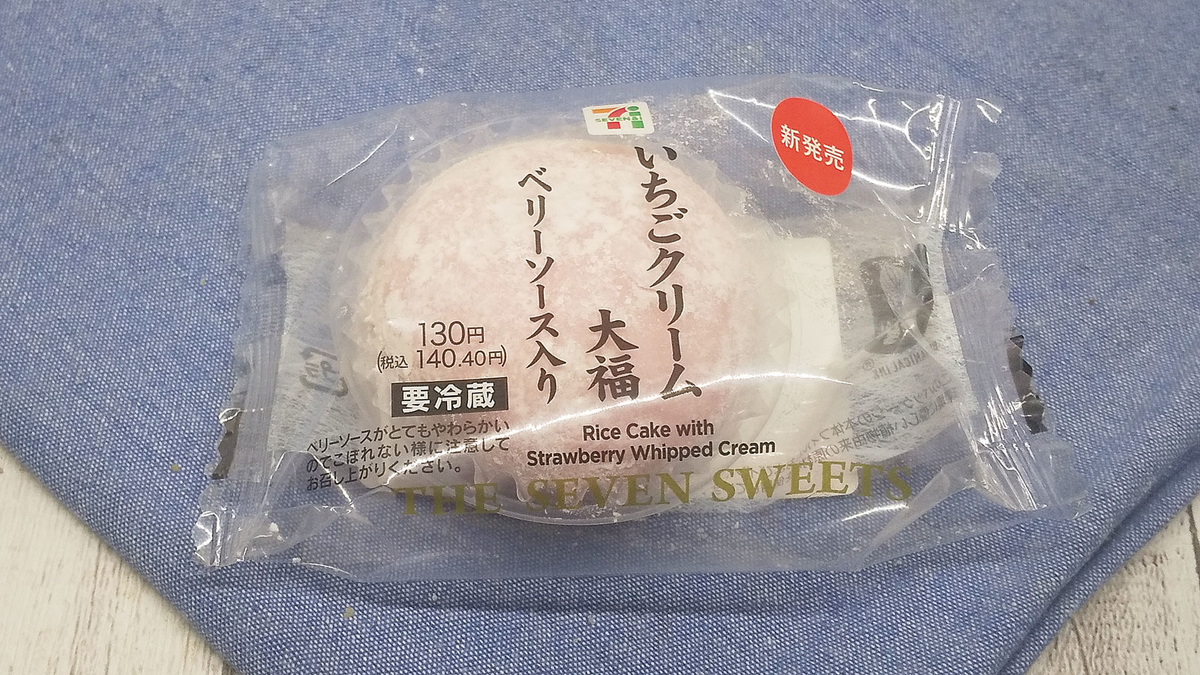 SEVEN
新発売
いちごクリーム
大福
ベリーソース入り
130円
(税込 140.40円)
要冷蔵
ベリーソースがとてもやわらかい
のでこぼれない様に注意して
お召し上がりください。
Rice Cake with
Strawberry Whipped Cream
THE SEVEN SWEETS